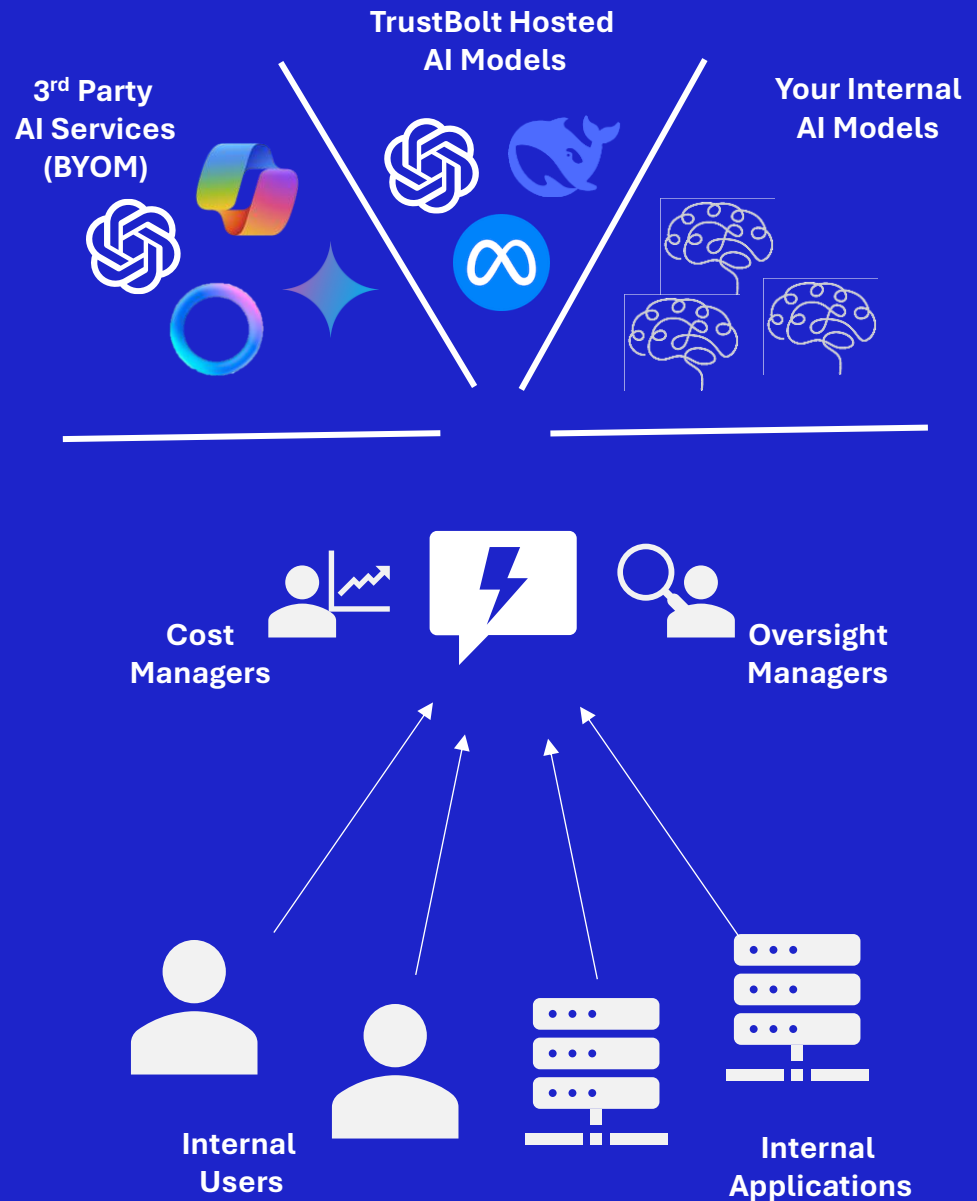 TrustBolt Hosted
AI Models
3rd Party
AI Services
(BYOM)
Your Internal
AI Models
Cost
Managers
Oversight
Managers
Internal
Users
Internal
Applications